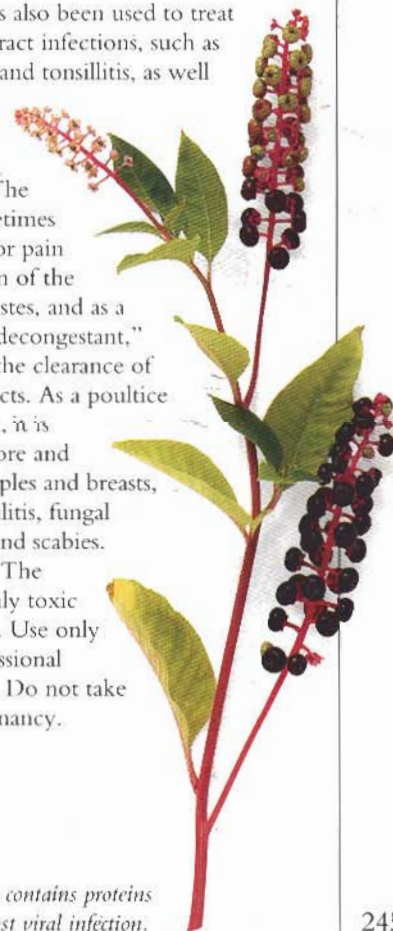 s also been used to treat
ract infections, such as
and tonsillitis, as well
The
etimes
or pain
n of the
stes, and as a
decongestant,"
the clearance of
cts. As a poultice
, it is
ore and
ples and breasts,
litis, fungal
nd scabies.
The
ly toxic
. Use only
ssional
Do not take
nancy.
contains proteins
st viral infection.
245